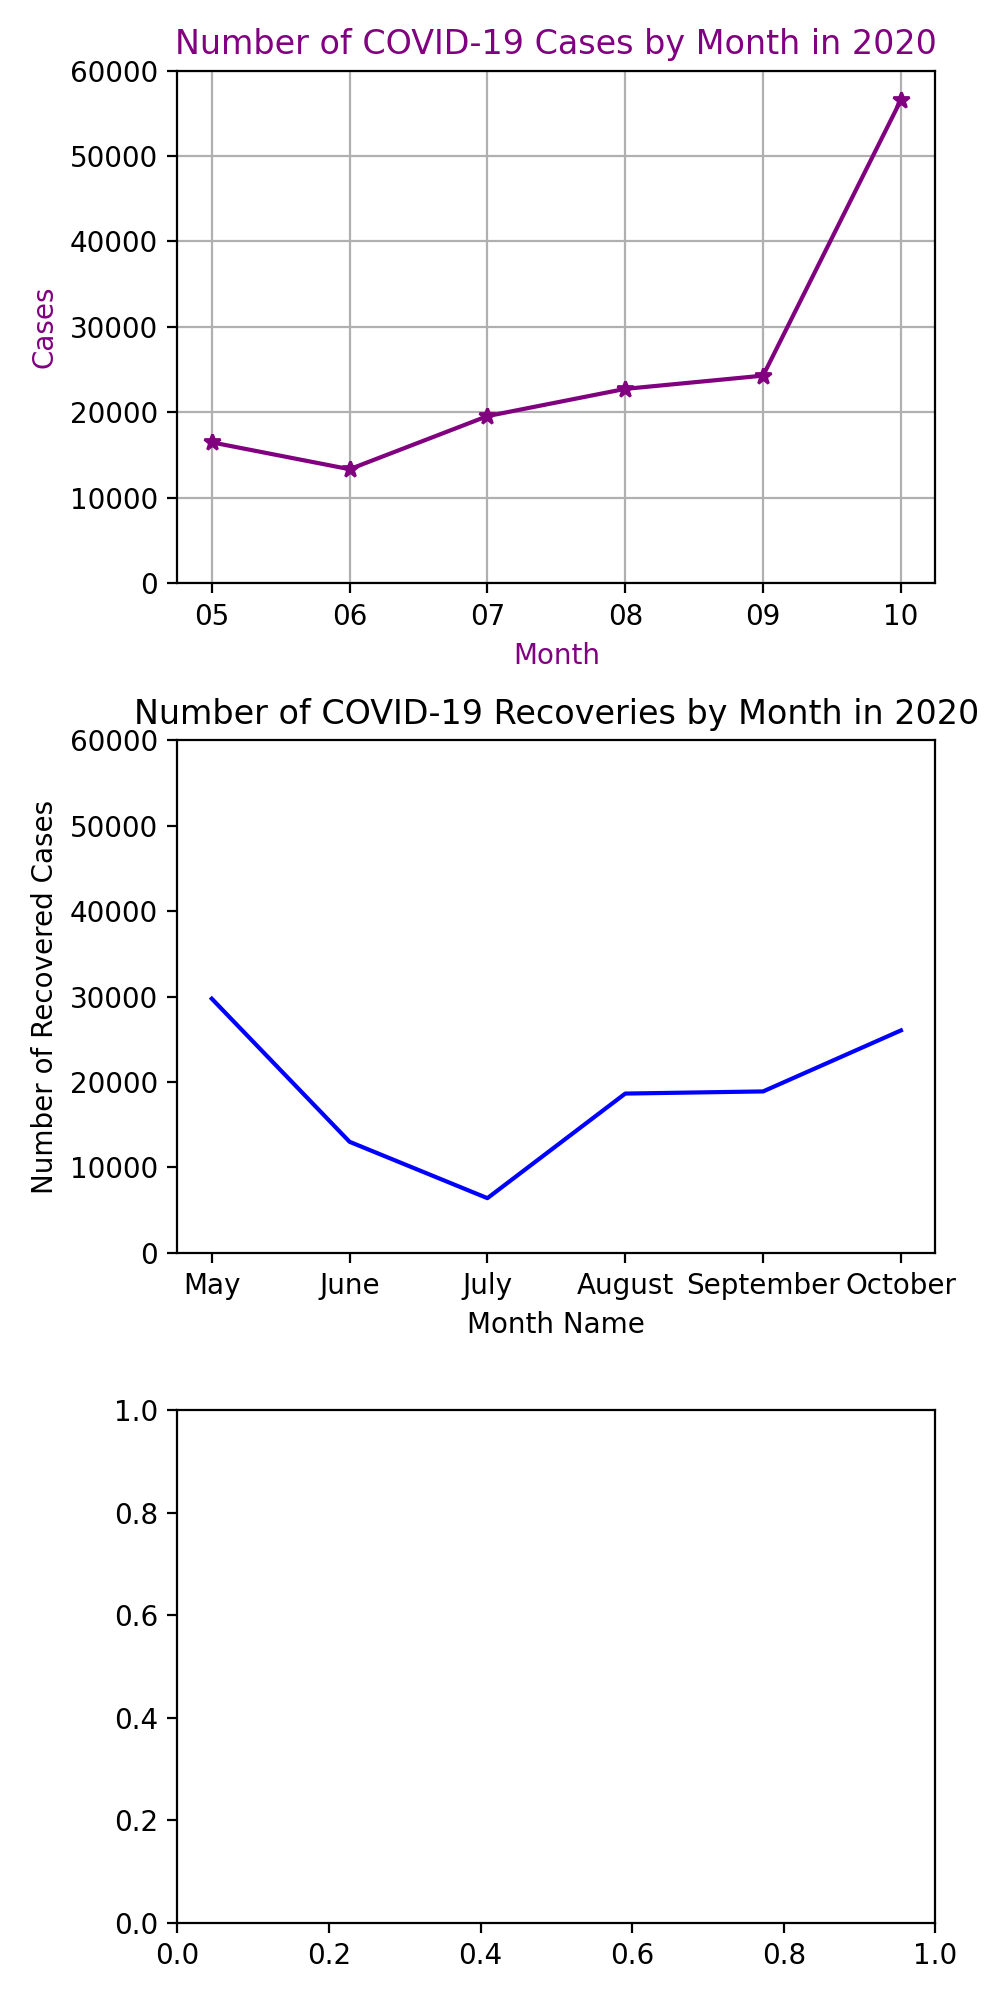 Number of COVID-19 Cases by Month in 2020
60000
50000
40000
30000
20000
10000
0
Cases
05 06 07 08 09 10
Month
Number of COVID-19 Recoveries by Month in 2020
60000
50000
40000
30000
20000
10000
0
Number of Recovered Cases
May June July August September October
Month Name
1.0
0.8
0.6
0.4
0.2
0.0
0.0 0.2 0.4 0.6 0.8 1.0